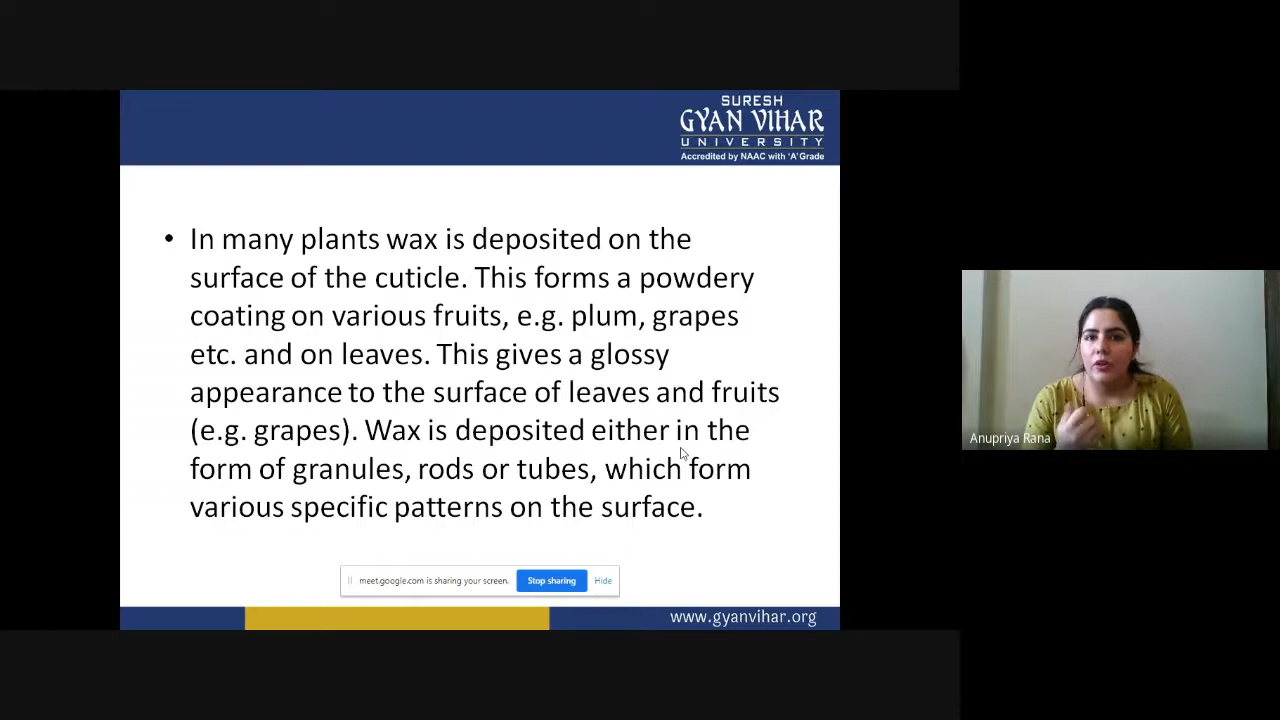 SURESH
GYAN VIHAR
UNIVERSITY
Accredited by NAAC with 'A' Grade
• In many plants wax is deposited on the
surface of the cuticle. This forms a powdery
coating on various fruits, e.g. plum, grapes
etc. and on leaves. This gives a glossy
appearance to the surface of leaves and fruits
(e.g. grapes). Wax is deposited either in the
form of granules, rods or tubes, which form
various specific patterns on the surface.
Anupriya Rana
meet.google.com is sharing your screen. Stop sharing Hide
www.gyanvihar.org